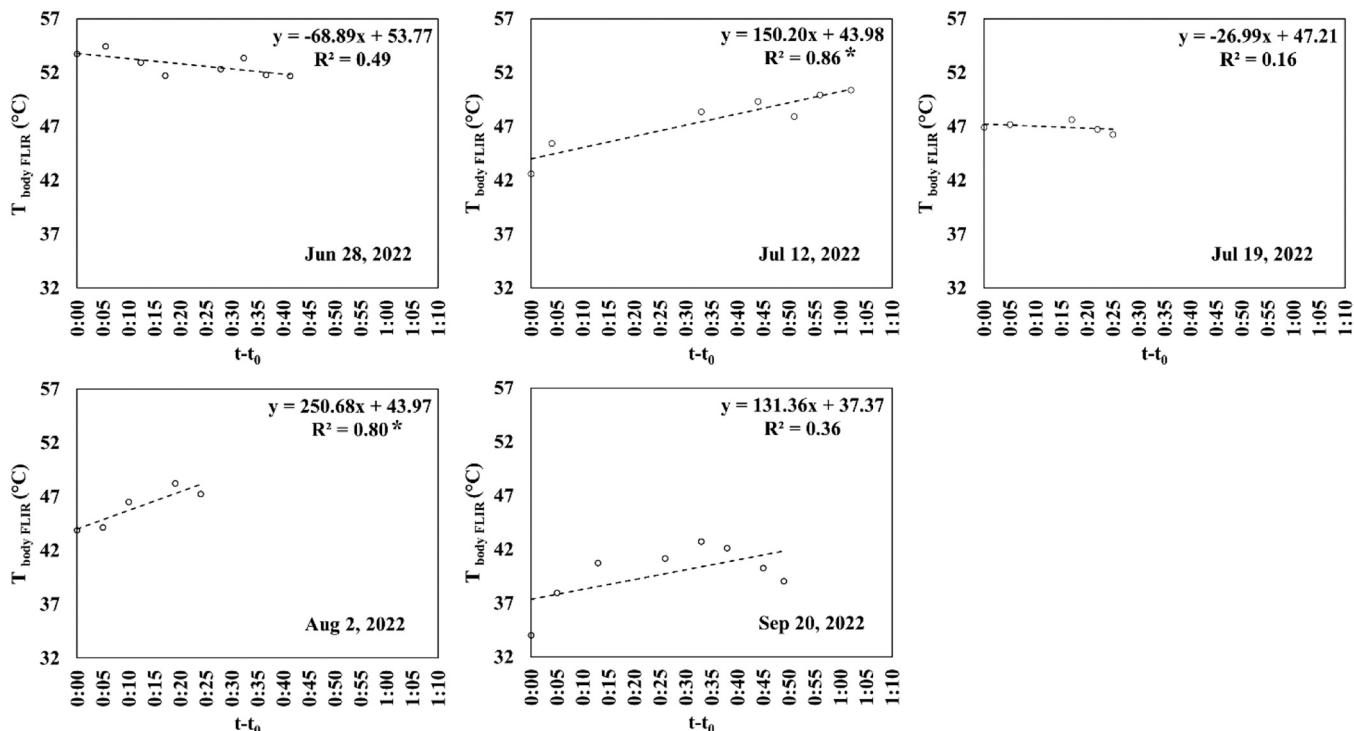 57
52
47
42
37
32
T body FLIR (°C)
y = -68.89x + 53.77
R² = 0.49
Jun 28, 2022
0:00 0:05 0:10 0:15 0:20 0:25 0:30 0:35 0:40 0:45 0:50 0:55 1:00 1:05 1:10
t-t0
57
52
47
42
37
32
T body FLIR (°C)
y = 150.20x + 43.98
R² = 0.86 *
Jul 12, 2022
0:00 0:05 0:10 0:15 0:20 0:25 0:30 0:35 0:40 0:45 0:50 0:55 1:00 1:05 1:10
t-t0
57
52
47
42
37
32
T body FLIR (°C)
y = -26.99x + 47.21
R² = 0.16
Jul 19, 2022
0:00 0:05 0:10 0:15 0:20 0:25 0:30 0:35 0:40 0:45 0:50 0:55 1:00 1:05 1:10
t-t0
57
52
47
42
37
32
T body FLIR (°C)
y = 250.68x + 43.97
R² = 0.80 *
Aug 2, 2022
0:00 0:05 0:10 0:15 0:20 0:25 0:30 0:35 0:40 0:45 0:50 0:55 1:00 1:05 1:10
t-t0
57
52
47
42
37
32
T body FLIR (°C)
y = 131.36x + 37.37
R² = 0.36
Sep 20, 2022
0:00 0:05 0:10 0:15 0:20 0:25 0:30 0:35 0:40 0:45 0:50 0:55 1:00 1:05 1:10
t-t0